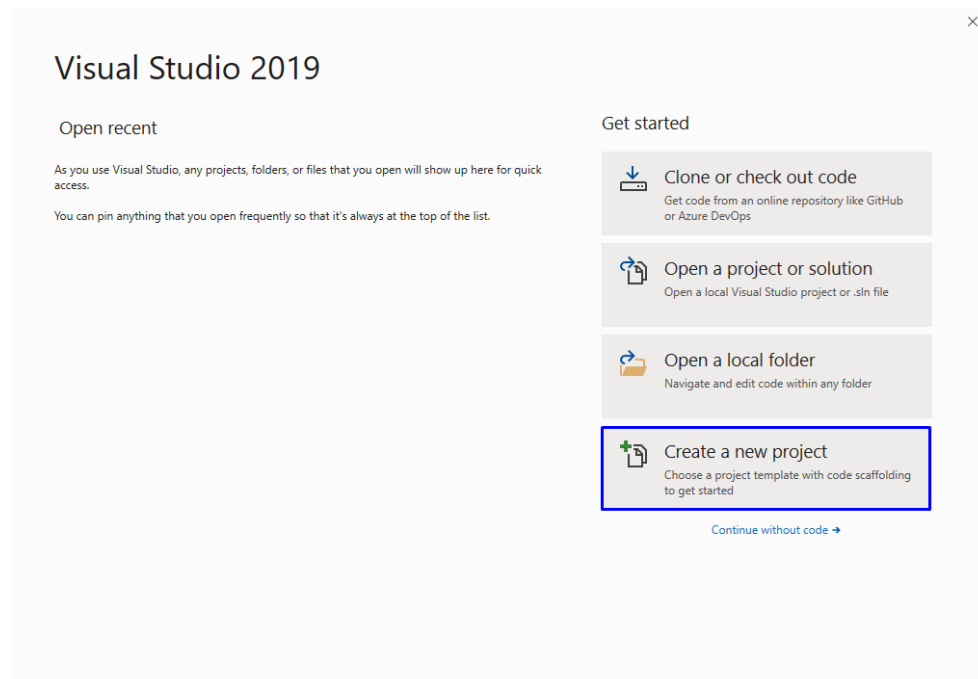 Visual Studio 2019
Open recent
As you use Visual Studio, any projects, folders, or files that you open will show up here for quick
access.
You can pin anything that you open frequently so that it's always at the top of the list.
Get started
Clone or check out code
Get code from an online repository like GitHub
or Azure DevOps
Open a project or solution
Open a local Visual Studio project or .sln file
Open a local folder
Navigate and edit code within any folder
Create a new project
Choose a project template with code scaffolding
to get started
Continue without code →